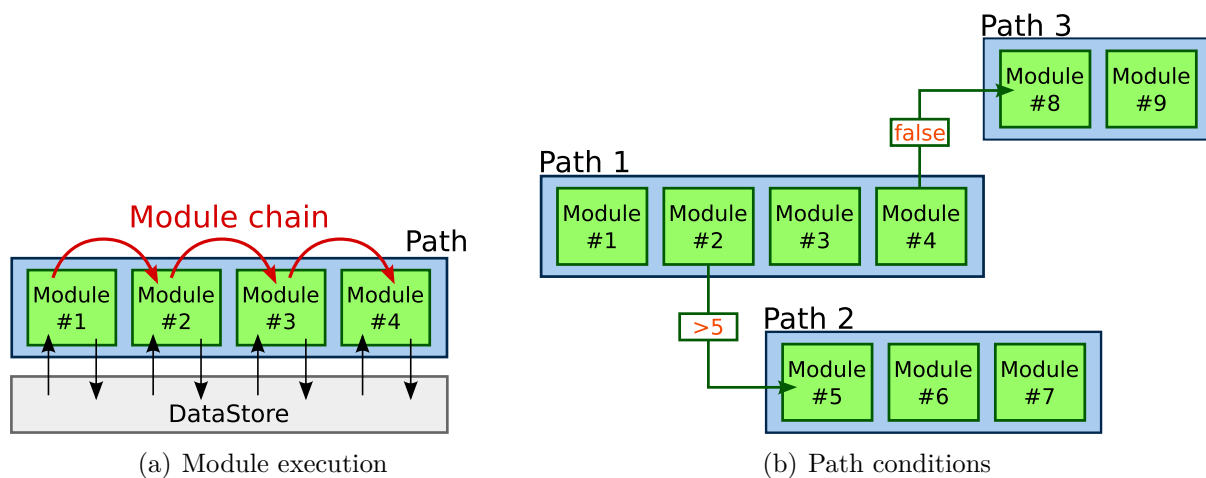 Module chain
Path
Module
#1
Module
#2
Module
#3
Module
#4
DataStore
(a) Module execution
Path 3
Module
#8
Module
#9
false
Path 1
Module
#1
Module
#2
Module
#3
Module
#4
>5
Path 2
Module
#5
Module
#6
Module
#7
(b) Path conditions